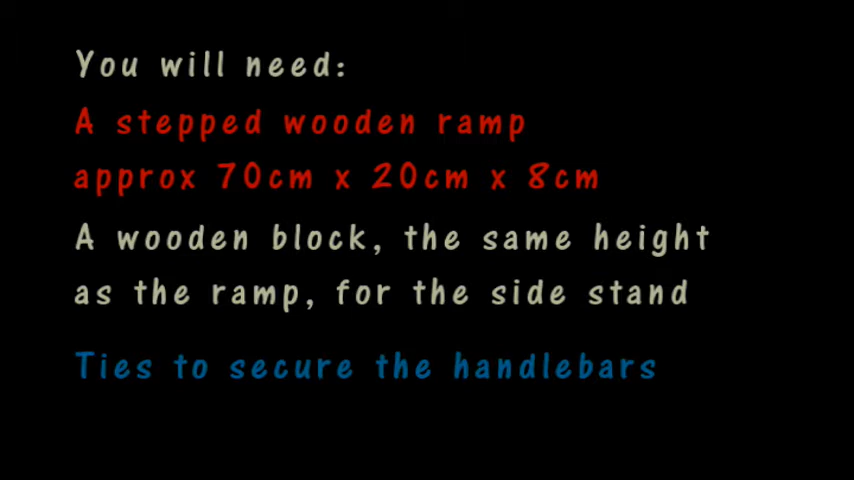 You will need:
A stepped wooden ramp
approx 70cm x 20cm x 8cm
A wooden block, the same height
as the ramp, for the side stand
Ties to secure the handlebars